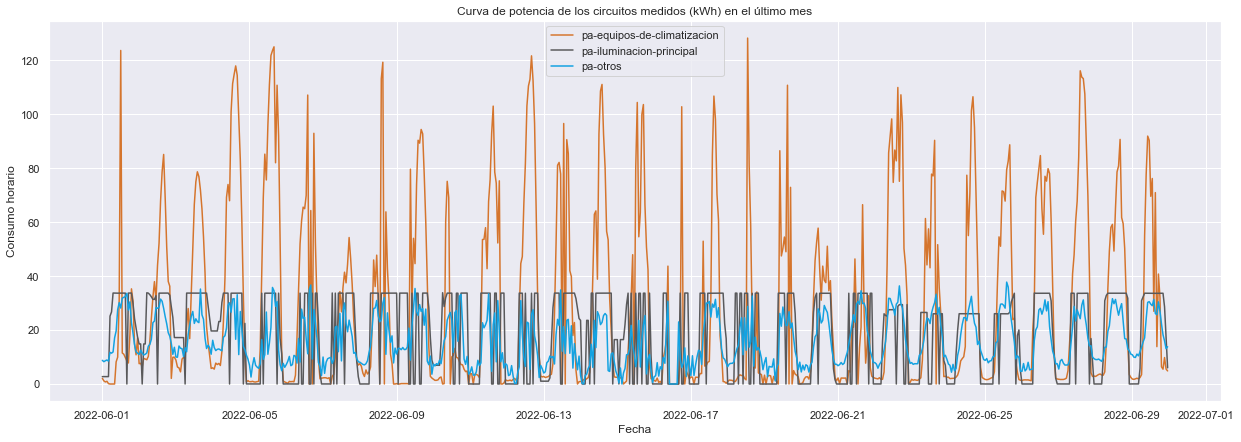 Curva de potencia de los circuitos medidos (kWh) en el último mes
pa-equipos-de-climatizacion
pa-iluminacion-principal
pa-otros
Consumo horario
120
100
80
60
40
20
0
2022-06-01 2022-06-05 2022-06-09 2022-06-13 2022-06-17 2022-06-21 2022-06-25 2022-06-29 2022-07-01
Fecha